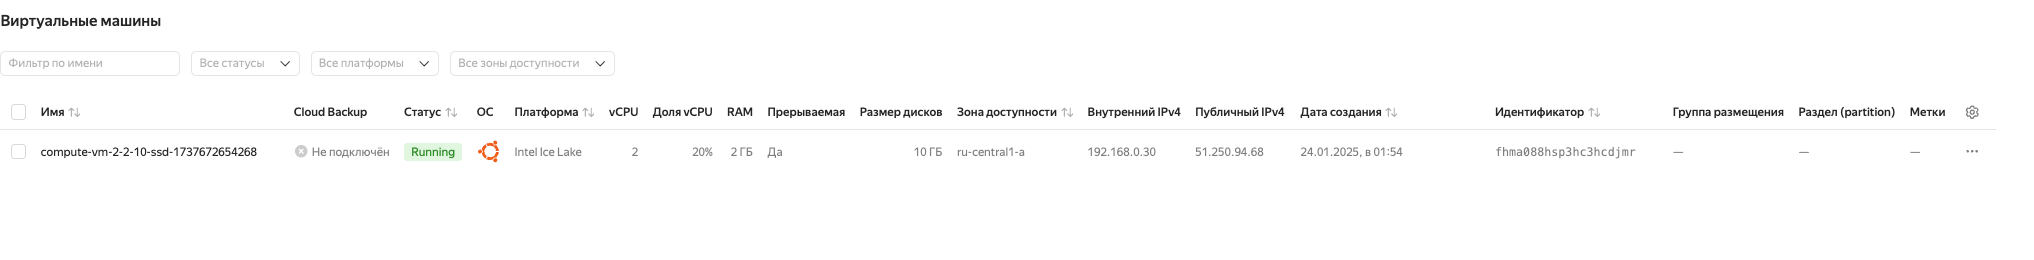 Виртуальные машины
Фильтр по имени Все статусы Все платформы Все зоны доступности
Имя Cloud Backup Статус ОС Платформа vCPU Доля vCPU RAM Прерываемая Размер дисков Зона доступности Внутренний IPv4 Публичный IPv4 Дата создания Идентификатор Группа размещения Раздел (partition) Метки
compute-vm-2-2-10-ssd-1737672654268 Не подключён Running Intel Ice Lake 2 20% 2 ГБ Да 10 ГБ ru-central1-a 192.168.0.30 51.250.94.68 24.01.2025, в 01:54 fhma088hsp3hc3hcdjmr — — —